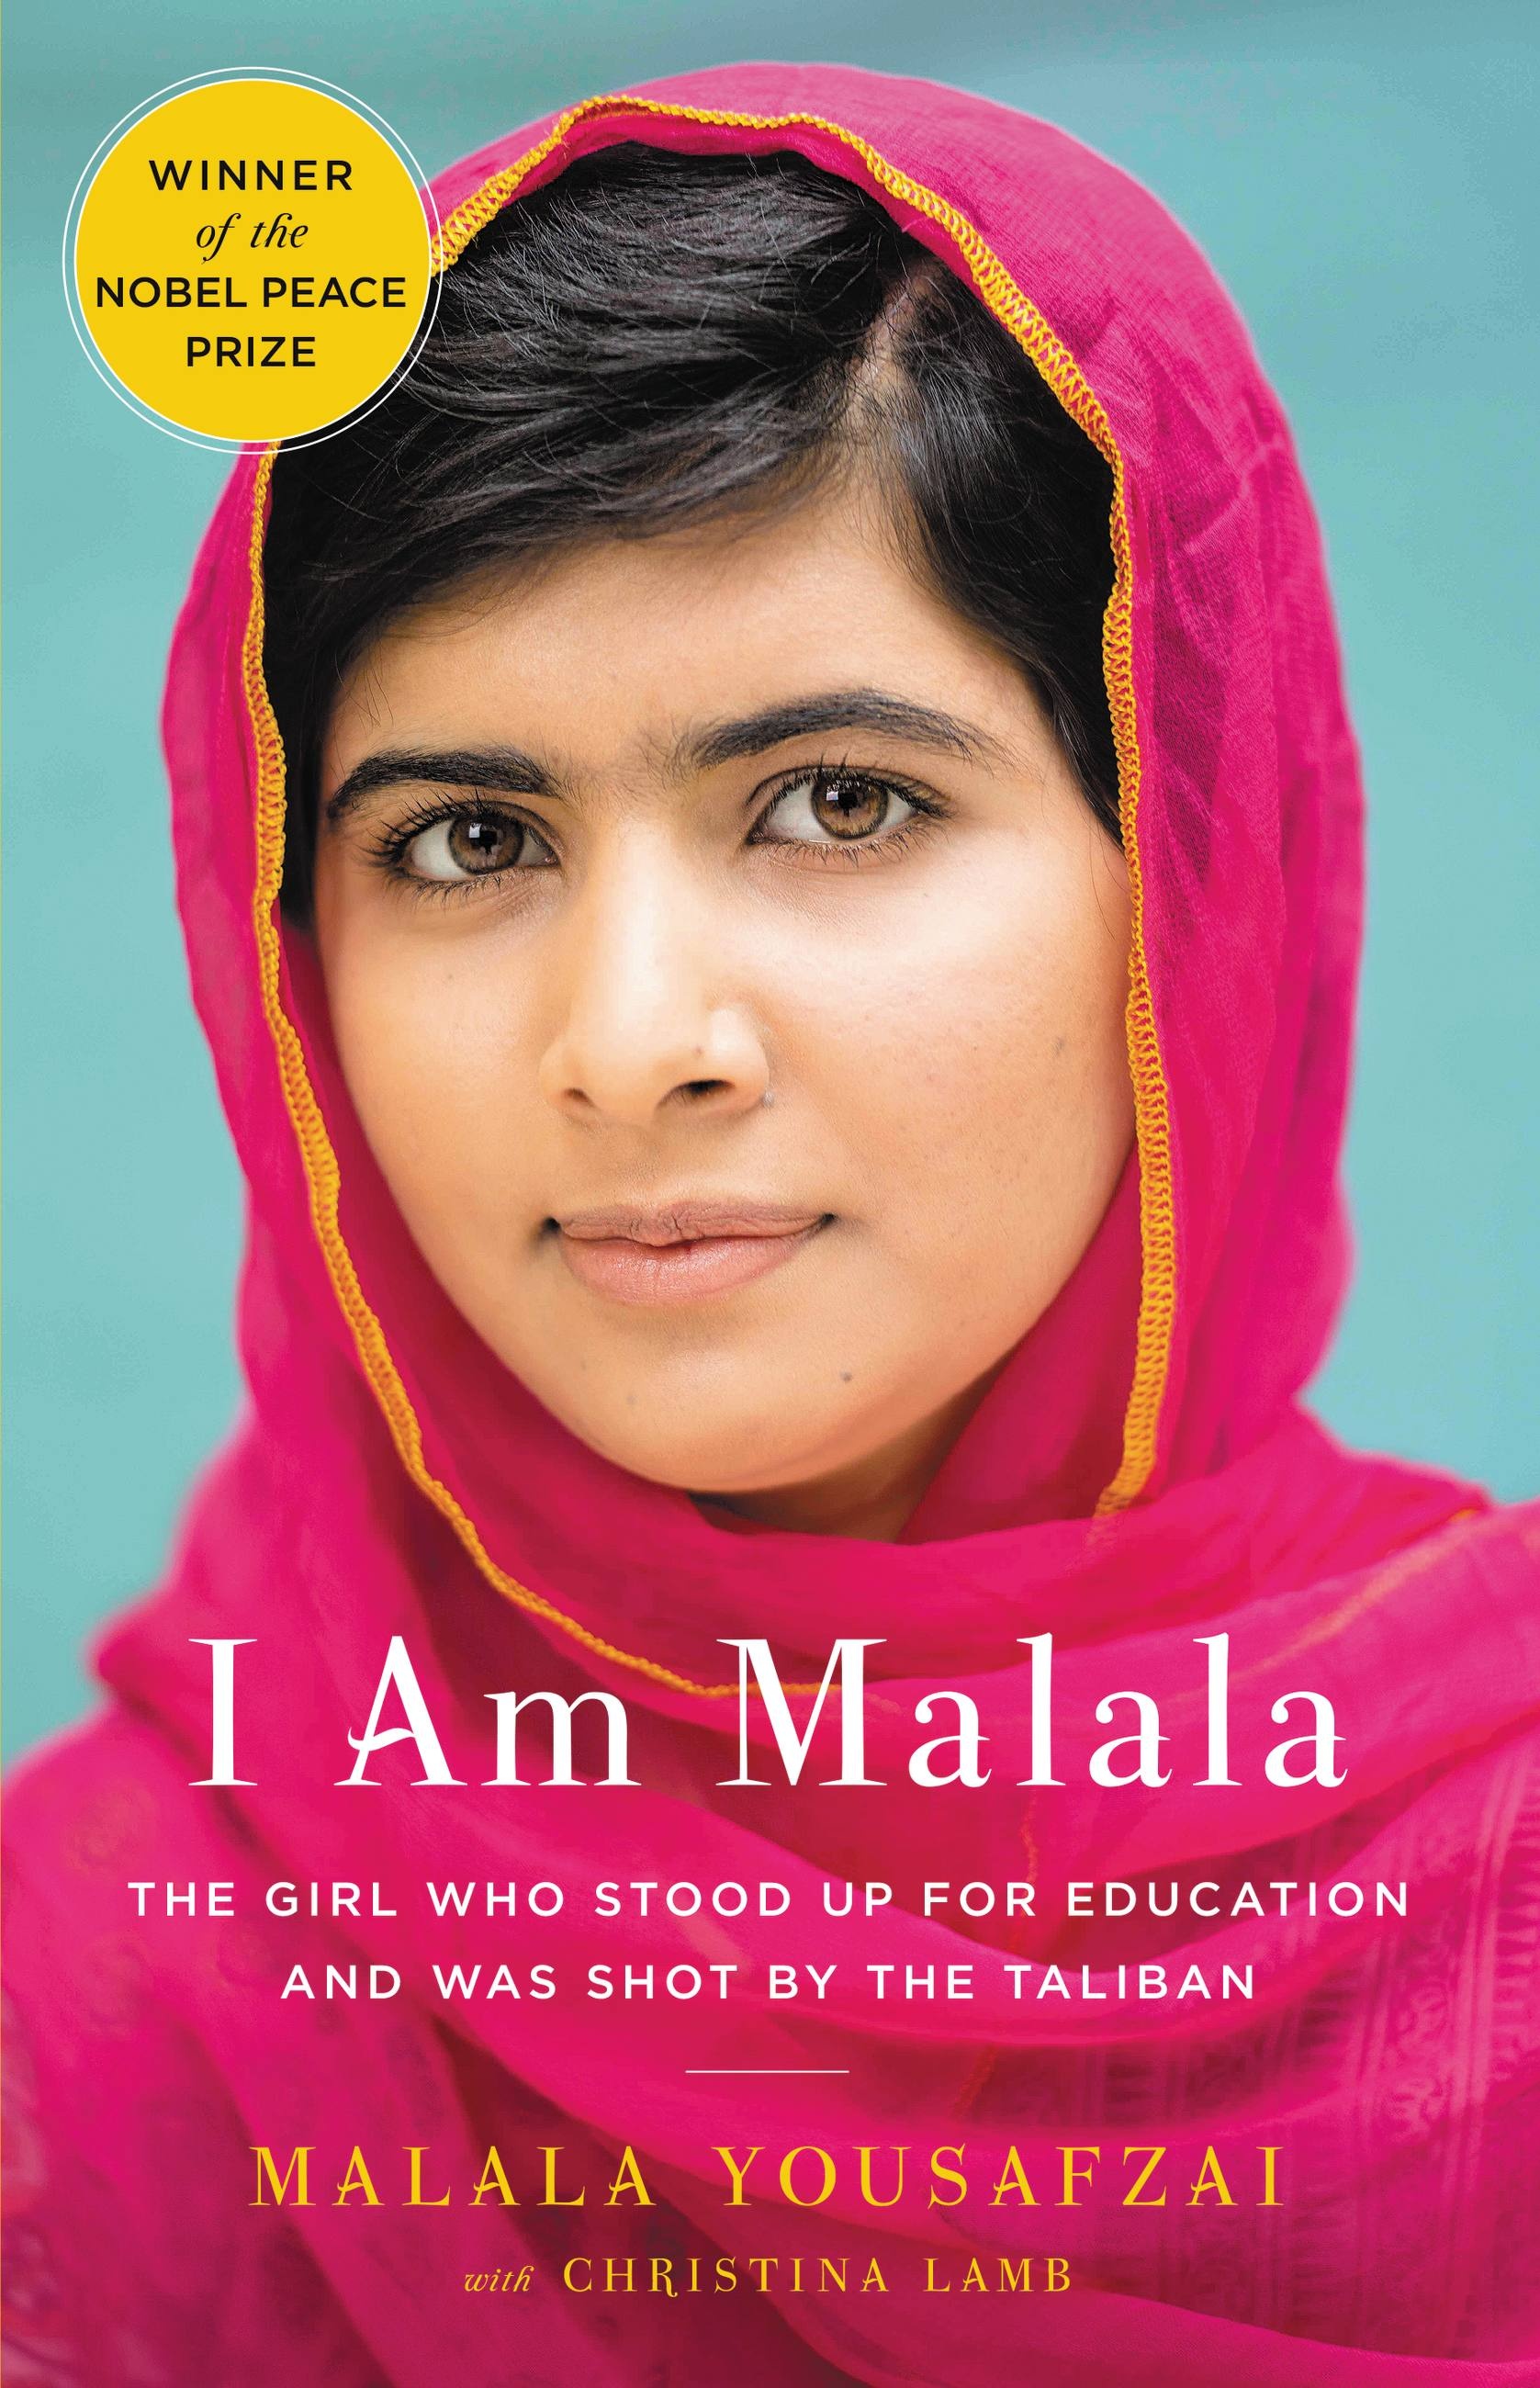 WINNER
of the
NOBEL PEACE
PRIZE
I Am Malala
THE GIRL WHO STOOD UP FOR EDUCATION
AND WAS SHOT BY THE TALIBAN
MALALA YOUSAFZAI
with CHRISTINA LAMB